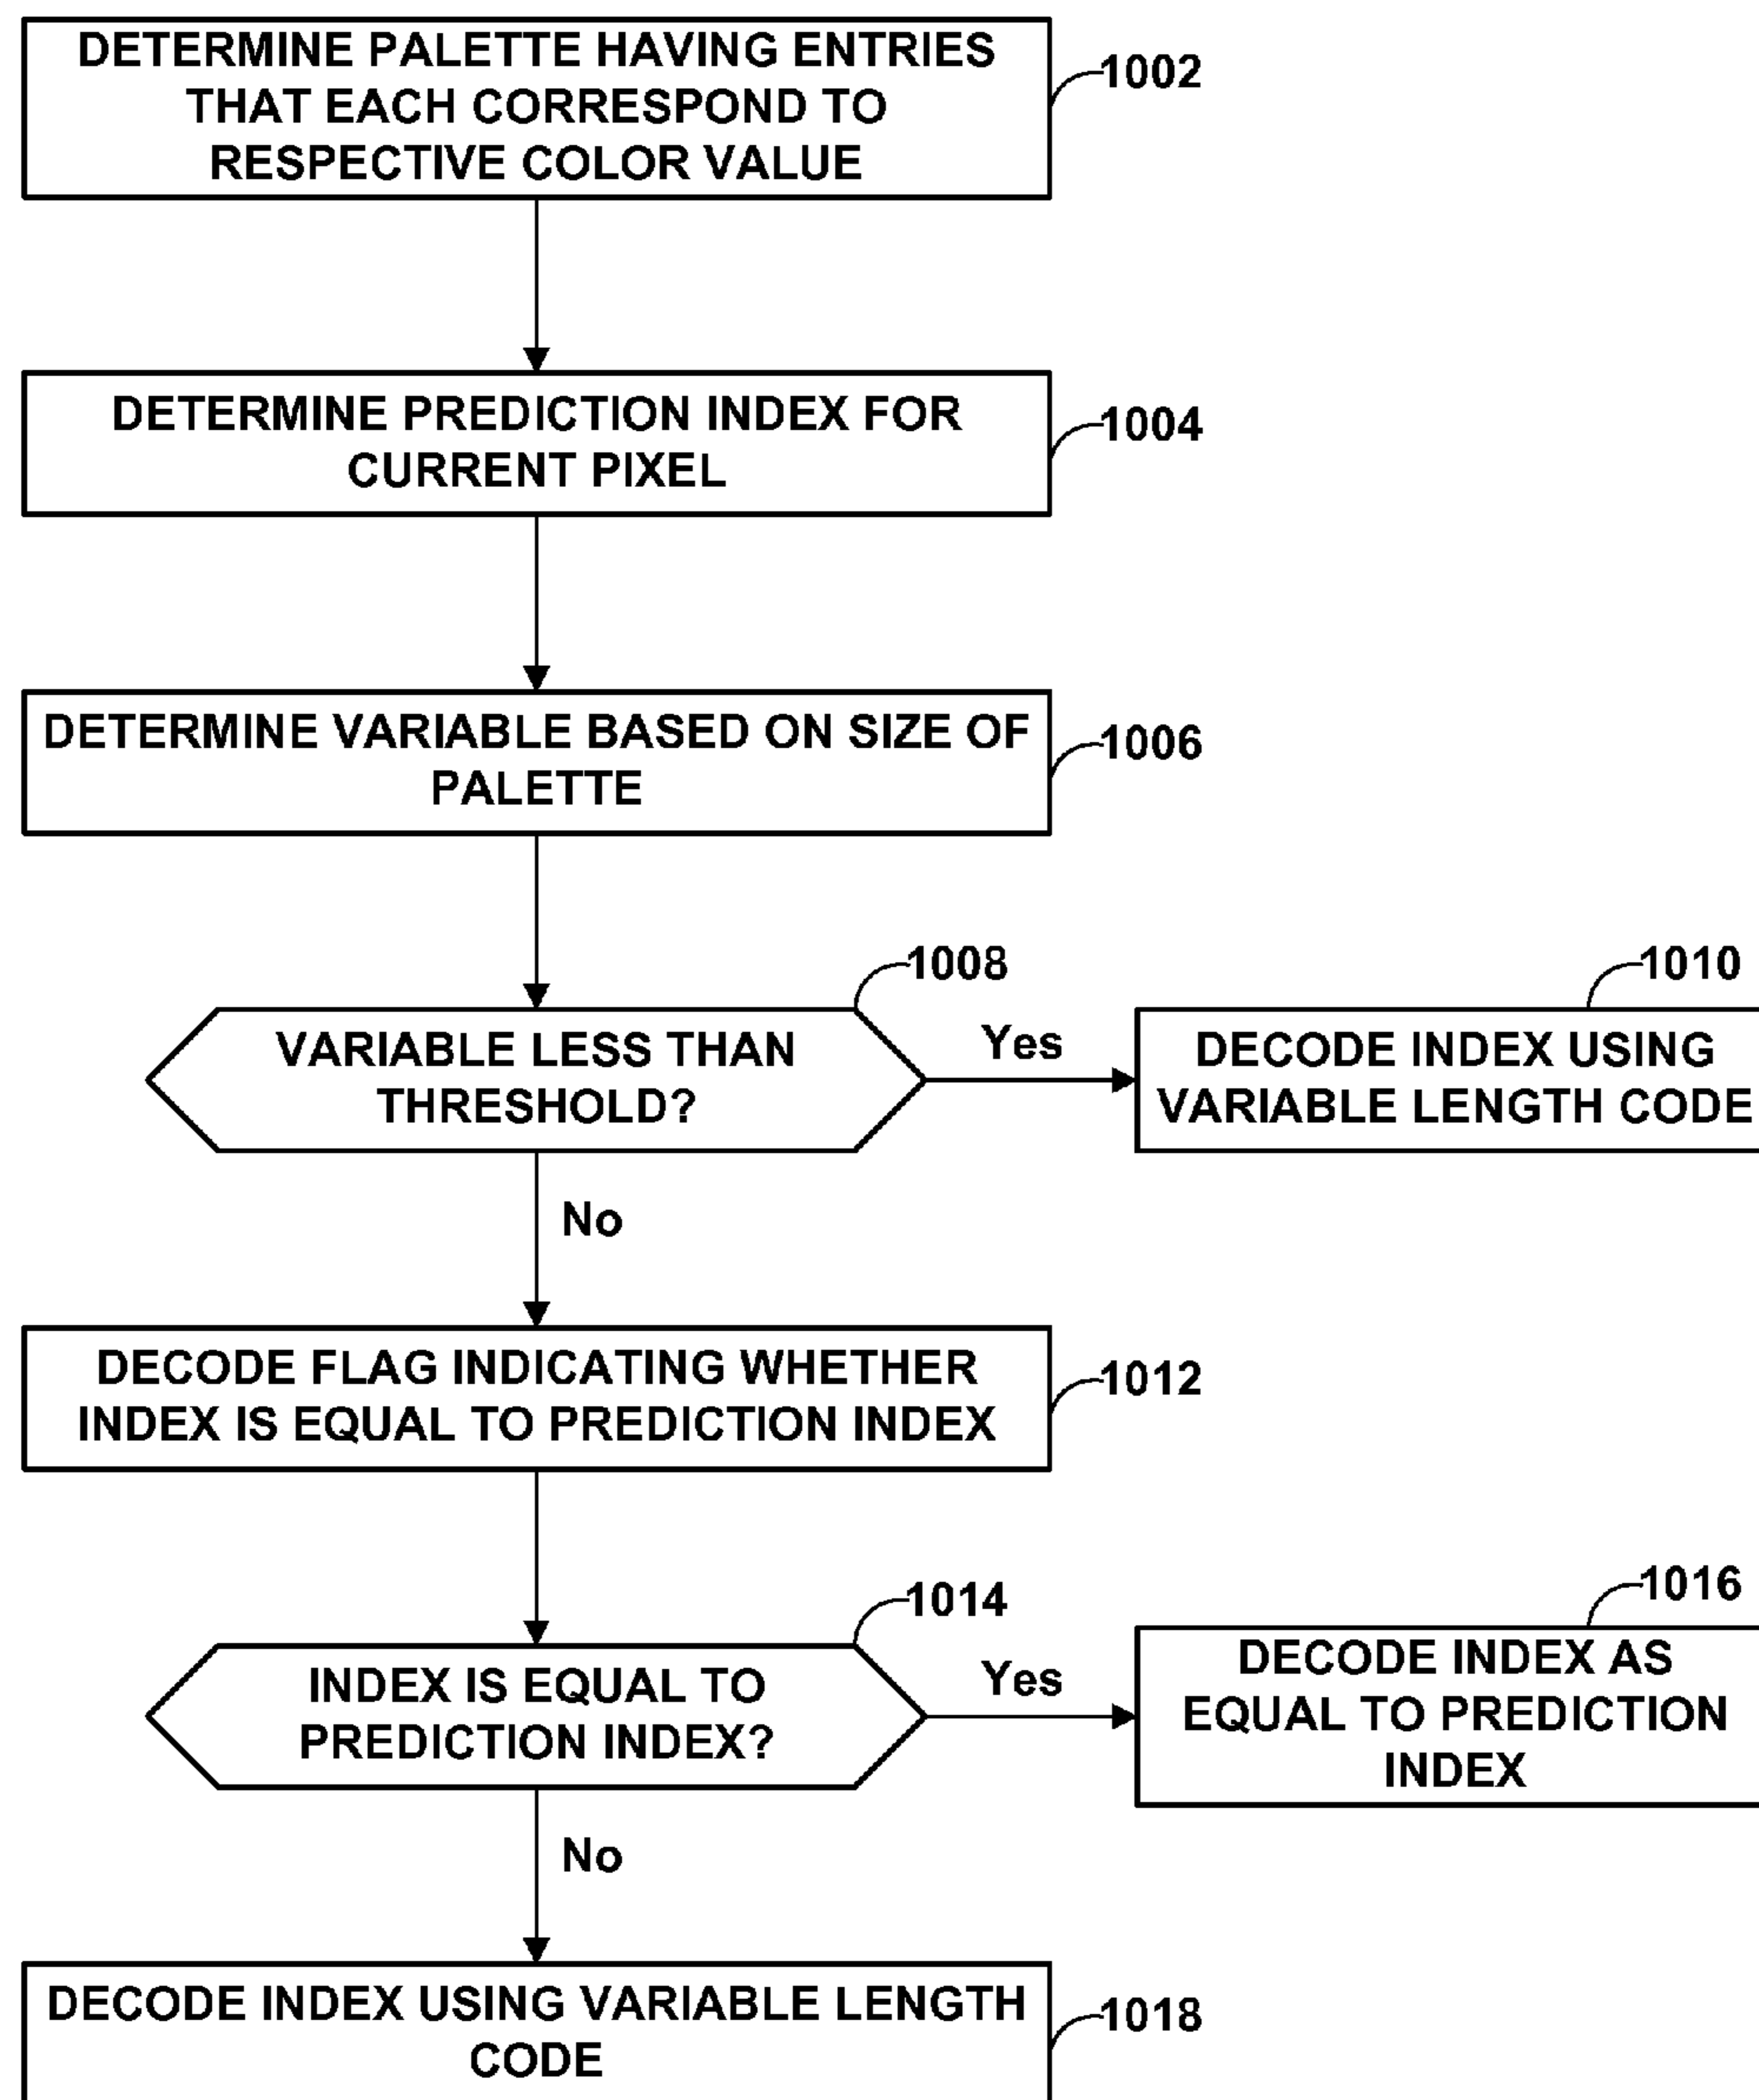 DETERMINE PALETTE HAVING ENTRIES
THAT EACH CORRESPOND TO
RESPECTIVE COLOR VALUE
1002
DETERMINE PREDICTION INDEX FOR
CURRENT PIXEL
1004
DETERMINE VARIABLE BASED ON SIZE OF
PALETTE
1006
1008
VARIABLE LESS THAN
THRESHOLD?
Yes
1010
DECODE INDEX USING
VARIABLE LENGTH CODE
No
DECODE FLAG INDICATING WHETHER
INDEX IS EQUAL TO PREDICTION INDEX
1012
1014
INDEX IS EQUAL TO
PREDICTION INDEX?
Yes
1016
DECODE INDEX AS
EQUAL TO PREDICTION
INDEX
No
DECODE INDEX USING VARIABLE LENGTH
CODE
1018